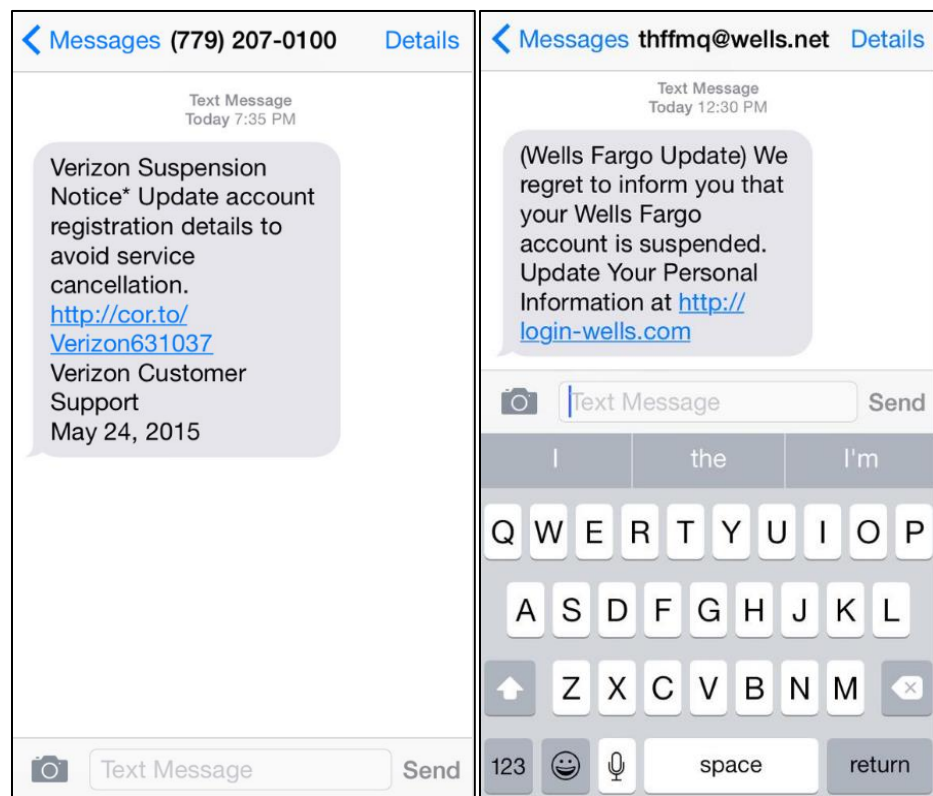 Messages (779) 207-0100 Details
Text Message
Today 7:35 PM
Verizon Suspension
Notice* Update account
registration details to
avoid service
cancellation.
http://cor.to/
Verizon631037
Verizon Customer
Support
May 24, 2015
Text Message Send
Messages thffmq@wells.net Details
Text Message
Today 12:30 PM
(Wells Fargo Update) We
regret to inform you that
your Wells Fargo
account is suspended.
Update Your Personal
Information at http://
login-wells.com
Text Message Send
I the I'm
Q W E R T Y U I O P
A S D F G H J K L
Z X C V B N M
123 space return